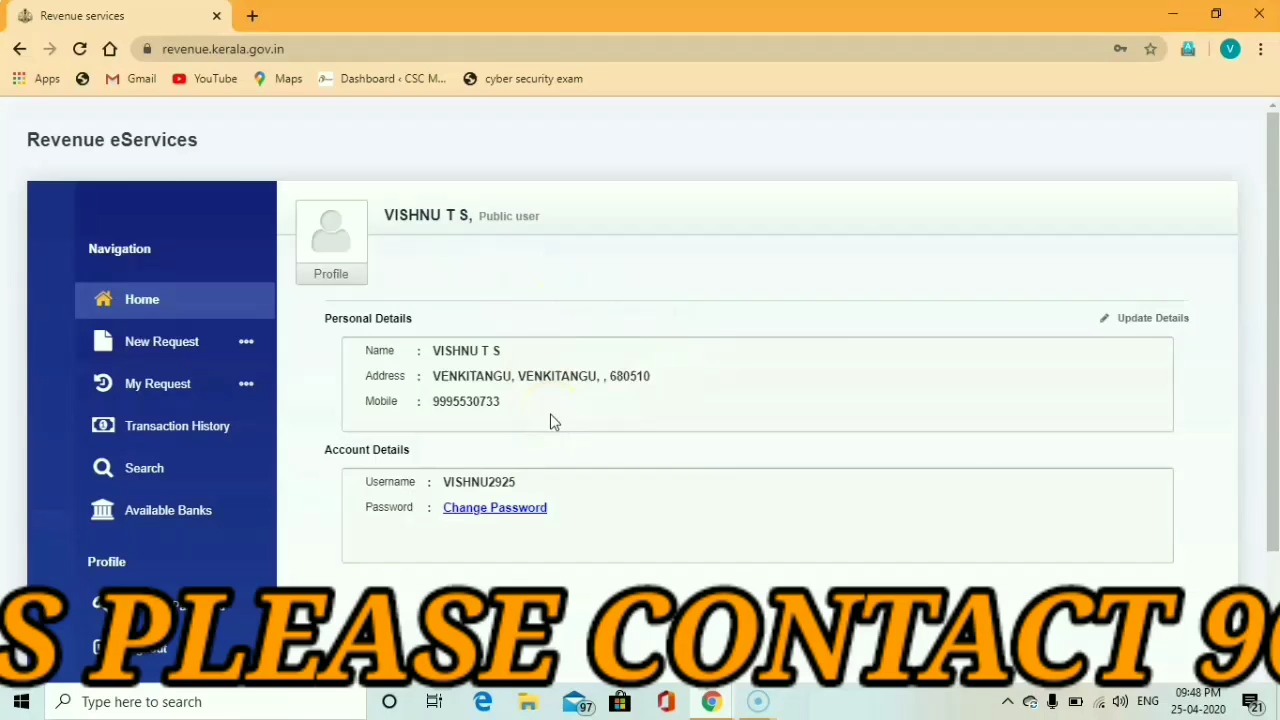 Revenue services
revenue.kerala.gov.in
V
Apps
Gmail
YouTube
Maps
Dashboard ‹ CSC M...
cyber security exam
Revenue eServices
VISHNU T S, Public user
Profile
Navigation
Home
New Request
My Request
Transaction History
Search
Available Banks
Profile
Personal Details
Update Details
Name : VISHNU T S
Address : VENKITANGU, VENKITANGU, , 680510
Mobile : 9995530733
Account Details
Username : VISHNU2925
Password : Change Password
S PLEASE CONTACT 9
Type here to search
97
ENG
09:48 PM
25-04-2020
21